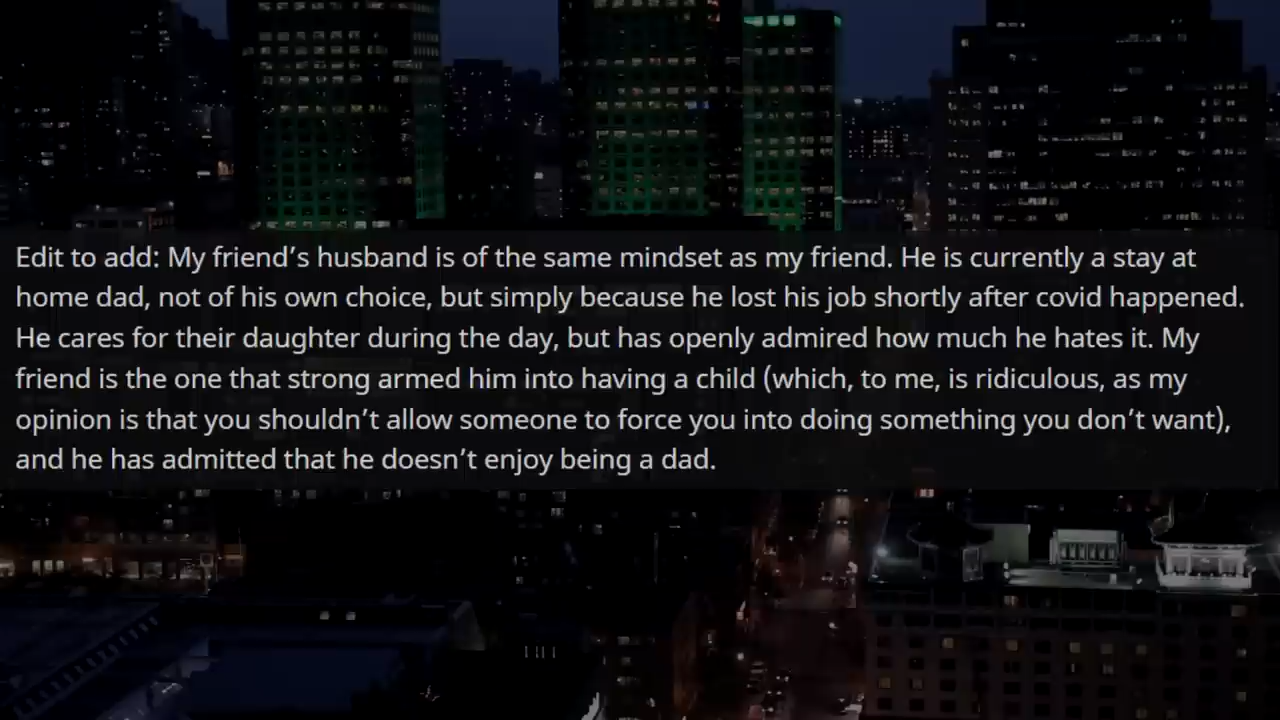 Edit to add: My friend’s husband is of the same mindset as my friend. He is currently a stay at
home dad, not of his own choice, but simply because he lost his job shortly after covid happened.
He cares for their daughter during the day, but has openly admired how much he hates it. My
friend is the one that strong armed him into having a child (which, to me, is ridiculous, as my
opinion is that you shouldn’t allow someone to force you into doing something you don’t want),
and he has admitted that he doesn’t enjoy being a dad.